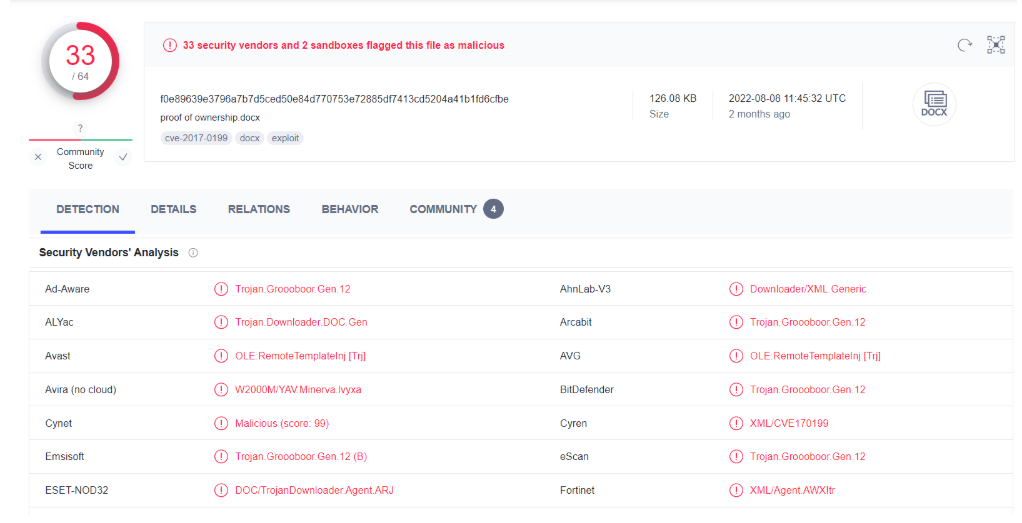 33
/ 64
33 security vendors and 2 sandboxes flagged this file as malicious
f0e89639e3796a7b7d5ced50e84d770753e72885df7413cd5204a41b1fd6cfbe
proof of ownership.docx
cve-2017-0199 docx exploit
126.08 KB
Size
2022-08-08 11:45:32 UTC
2 months ago
DOCX
?
Community
Score
DETECTION DETAILS RELATIONS BEHAVIOR COMMUNITY 4
Security Vendors' Analysis
Ad-Aware Trojan.Groooboor.Gen.12 AhnLab-V3 Downloader/XML.Generic
ALYac Trojan.Downloader.DOC.Gen Arcabit Trojan.Groooboor.Gen.12
Avast OLE:RemoteTemplateInj [Trj] AVG OLE:RemoteTemplateInj [Trj]
Avira (no cloud) W2000M/YAV.Minerva.lvyxa BitDefender Trojan.Groooboor.Gen.12
Cynet Malicious (score: 99) Cyren XML/CVE170199
Emsisoft Trojan.Groooboor.Gen.12 (B) eScan Trojan.Groooboor.Gen.12
ESET-NOD32 DOC/TrojanDownloader.Agent.ARJ Fortinet XML/Agent.AWX!tr